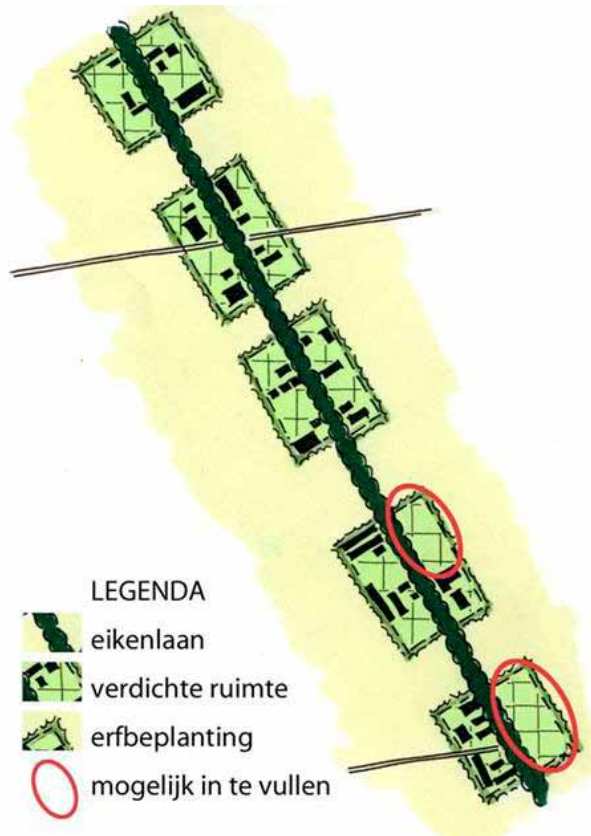 LEGENDA
eikenlaan
verdichte ruimte
erfbeplanting
mogelijk in te vullen